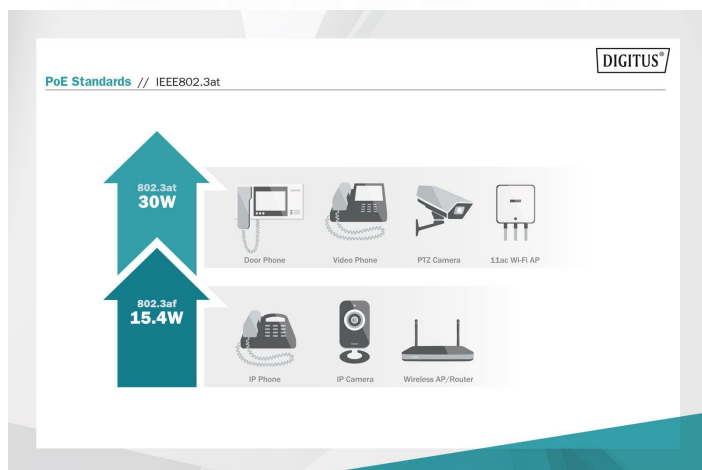 DIGITUS®
PoE Standards // IEEE802.3at
802.3at
30W
Door Phone
Video Phone
PTZ Camera
11ac Wi-Fi AP
802.3af
15.4W
IP Phone
IP Camera
Wireless AP/Router